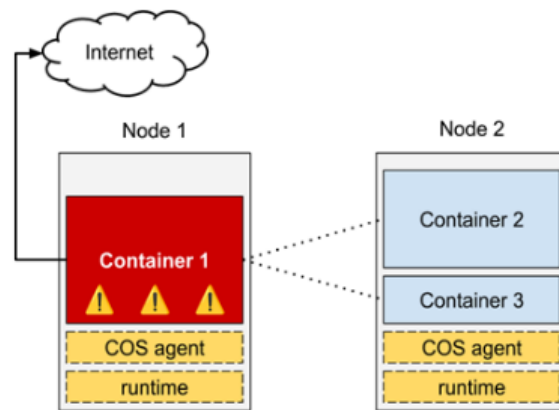 Internet
Node 1
Node 2
Container 1
Container 2
Container 3
COS agent
runtime
COS agent
runtime